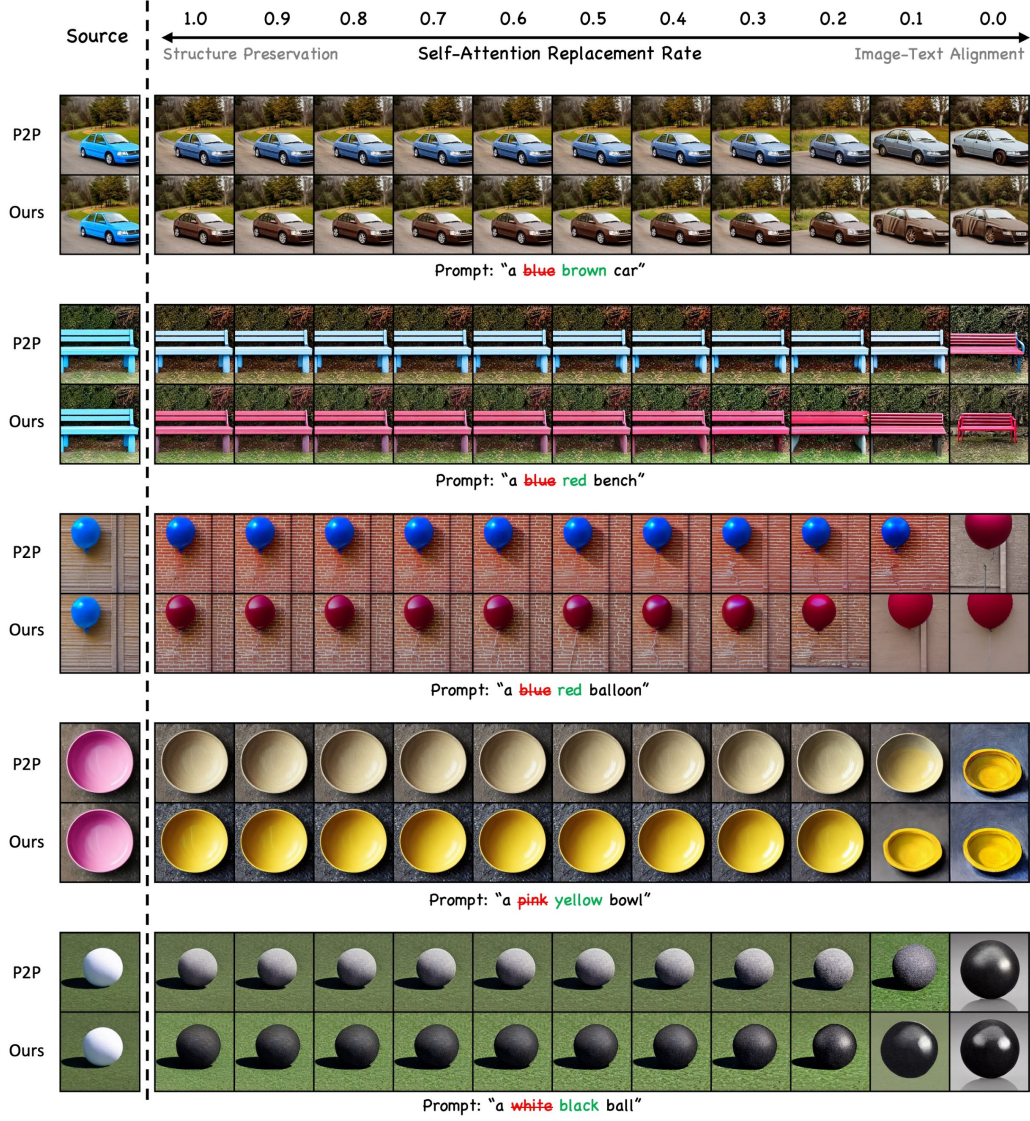 Source
1.0 0.9 0.8 0.7 0.6 0.5 0.4 0.3 0.2 0.1 0.0
Structure Preservation Self-Attention Replacement Rate Image-Text Alignment
P2P
Ours
Prompt: “a blue brown car”
P2P
Ours
Prompt: “a blue red bench”
P2P
Ours
Prompt: “a blue red balloon”
P2P
Ours
Prompt: “a pink yellow bowl”
P2P
Ours
Prompt: “a white black ball”